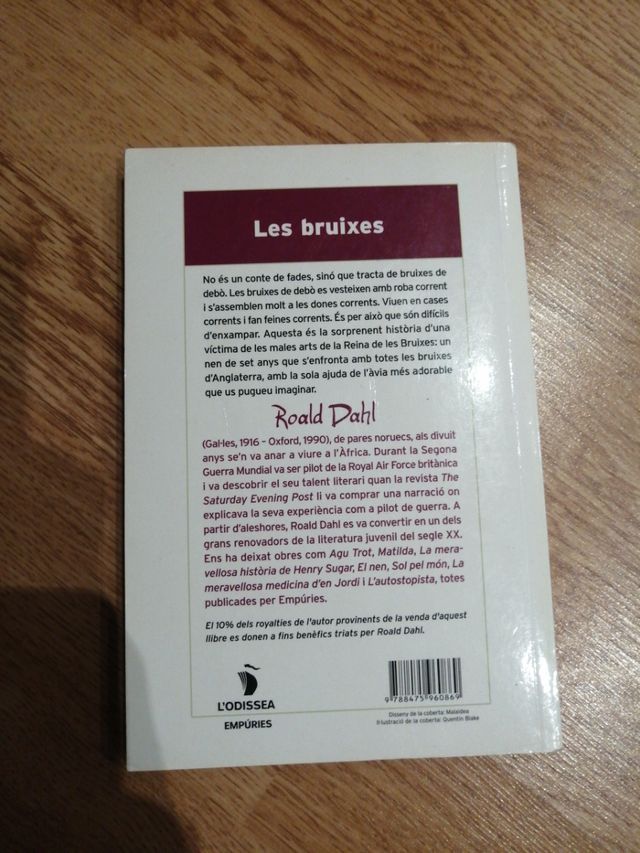 Les bruixes
No és un conte de fades, sinó que tracta de bruixes de
debò. Les bruixes de debò es vesteixen amb roba corrent
i s'assemblen molt a les dones corrents. Viuen en cases
corrents i fan feines corrents. És per això que són difícils
d'enxampar. Aquesta és la sorprenent història d'una
víctima de les males arts de la Reina de les Bruixes: un
nen de set anys que s'enfronta amb totes les bruixes
d'Anglaterra, amb la sola ajuda de l'àvia més adorable
que us pugueu imaginar.
Roald Dahl
(Gal·les, 1916 - Oxford, 1990), de pares noruecs, als divuit
anys se'n va anar a viure a l'Àfrica. Durant la Segona
Guerra Mundial va ser pilot de la Royal Air Force britànica
i va descobrir el seu talent literari quan la revista The
Saturday Evening Post li va comprar una narració on
explicava la seva experiència com a pilot de guerra. A
partir d'aleshores, Roald Dahl es va convertir en un dels
grans renovadors de la literatura juvenil del segle XX.
Ens ha deixat obres com Agu Trot, Matilda, La mera-
vellosa història de Henry Sugar, El nen, Sol pel món, La
meravellosa medicina d'en Jordi i L'autostopista, totes
publicades per Empúries.
El 10% dels royalties de l'autor provinents de la venda d'aquest
llibre es donen a fins benèfics triats per Roald Dahl.
L'ODISSEA
EMPÚRIES
9 788475 960869
Disseny de la coberta: Malaidea
Il·lustració de la coberta: Quentin Blake